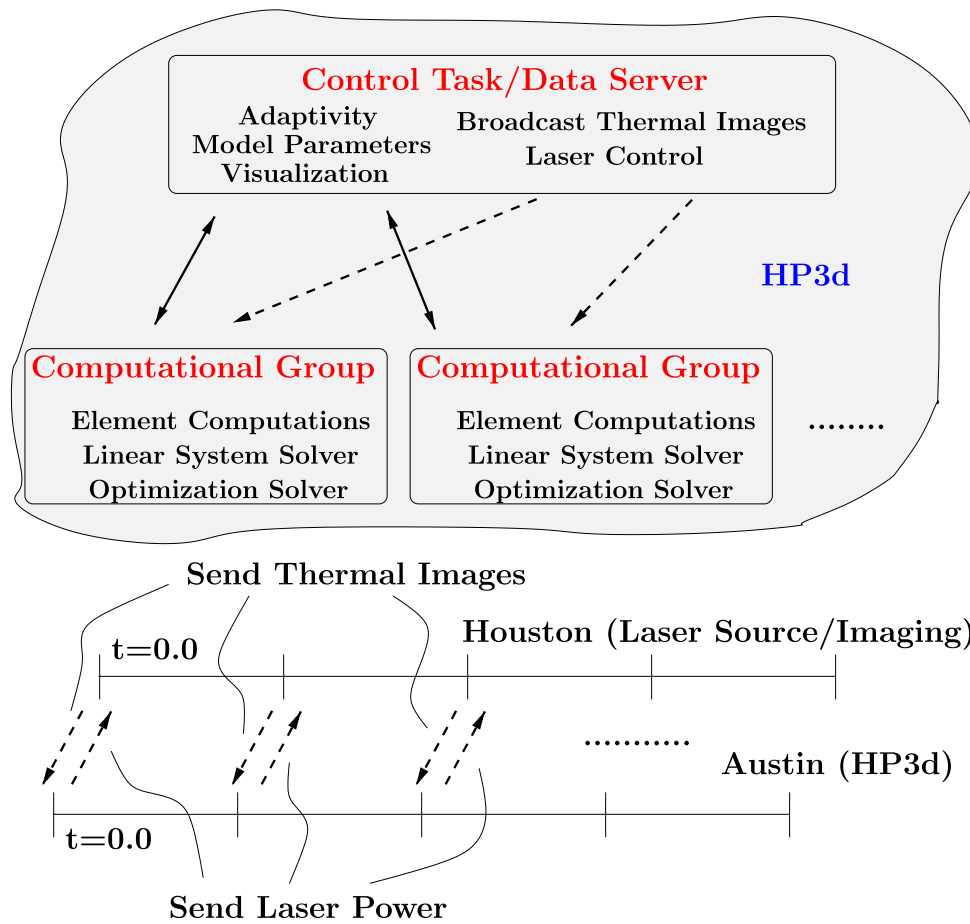 Control Task/Data Server
Adaptivity
Model Parameters
Visualization
Broadcast Thermal Images
Laser Control
HP3d
Computational Group
Element Computations
Linear System Solver
Optimization Solver
Computational Group
Element Computations
Linear System Solver
Optimization Solver
........
Send Thermal Images
Houston (Laser Source/Imaging)
t=0.0
...........
Austin (HP3d)
t=0.0
Send Laser Power